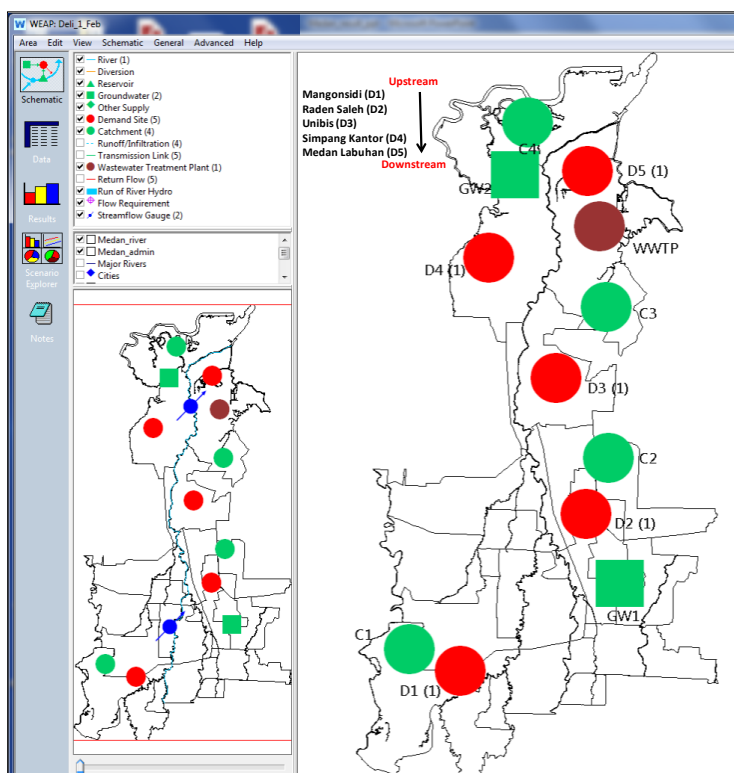 WEAP: Deli_1_Feb
Area Edit View Schematic General Advanced Help
Schematic
Data
Results
Scenario
Explorer
Notes
River (1)
Diversion
Reservoir
Groundwater (2)
Other Supply
Demand Site (5)
Catchment (4)
Runoff/Infiltration (4)
Transmission Link (5)
Wastewater Treatment Plant (1)
Return Flow (5)
Run of River Hydro
Flow Requirement
Streamflow Gauge (2)
Medan_river
Medan_admin
Major Rivers
Cities
Upstream
Mangonsidi (D1)
Raden Saleh (D2)
Unibis (D3)
Simpang Kantor (D4)
Medan Labuhan (D5)
Downstream
C4
GW2
D5 (1)
WWTP
D4 (1)
C3
D3 (1)
C2
D2 (1)
GW1
C1
D1 (1)